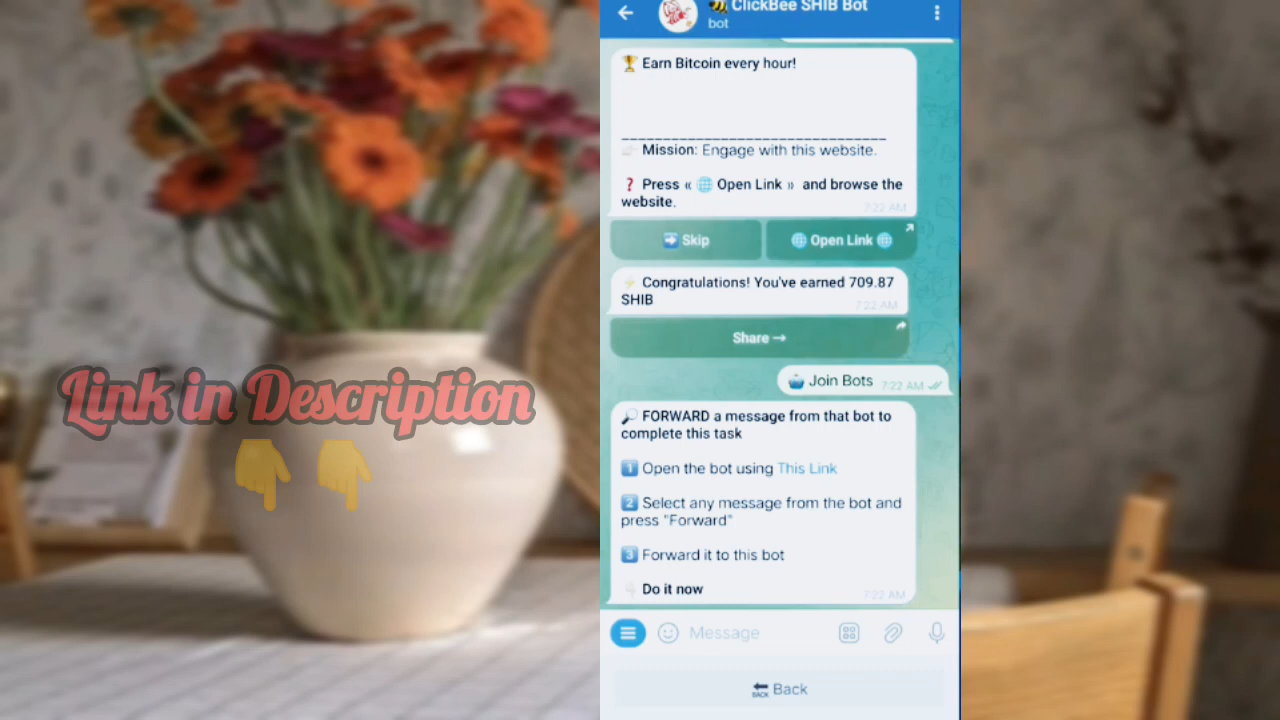 ClickBee SHIB Bot
bot
🏆 Earn Bitcoin every hour!
_______________________________
👉 Mission: Engage with this website.
❓ Press « 🌐 Open Link » and browse the
website.
7:22 AM
➡️ Skip
🌐 Open Link 🌐
⚡ Congratulations! You've earned 709.87
SHIB
7:22 AM
Share →
🤖 Join Bots 7:22 AM
🔎 FORWARD a message from that bot to
complete this task
1️⃣ Open the bot using This Link
2️⃣ Select any message from the bot and
press "Forward"
3️⃣ Forward it to this bot
👇 Do it now
7:22 AM
Message
🔙 Back
Link in Description
👇 👇